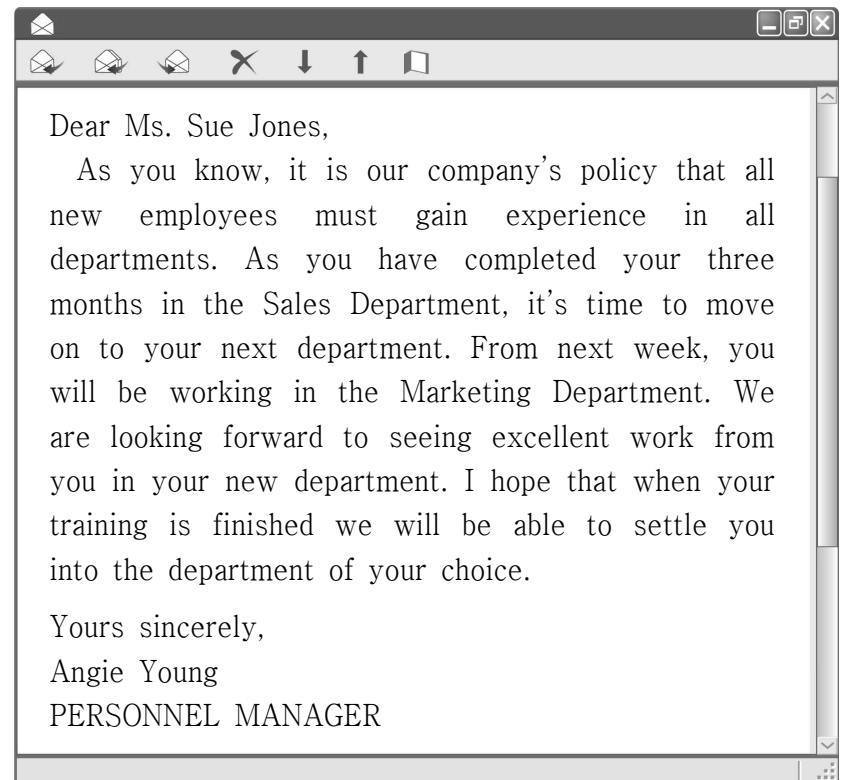 Dear Ms. Sue Jones,
As you know, it is our company's policy that all
new employees must gain experience in all
departments. As you have completed your three
months in the Sales Department, it's time to move
on to your next department. From next week, you
will be working in the Marketing Department. We
are looking forward to seeing excellent work from
you in your new department. I hope that when your
training is finished we will be able to settle you
into the department of your choice.
Yours sincerely,
Angie Young
PERSONNEL MANAGER